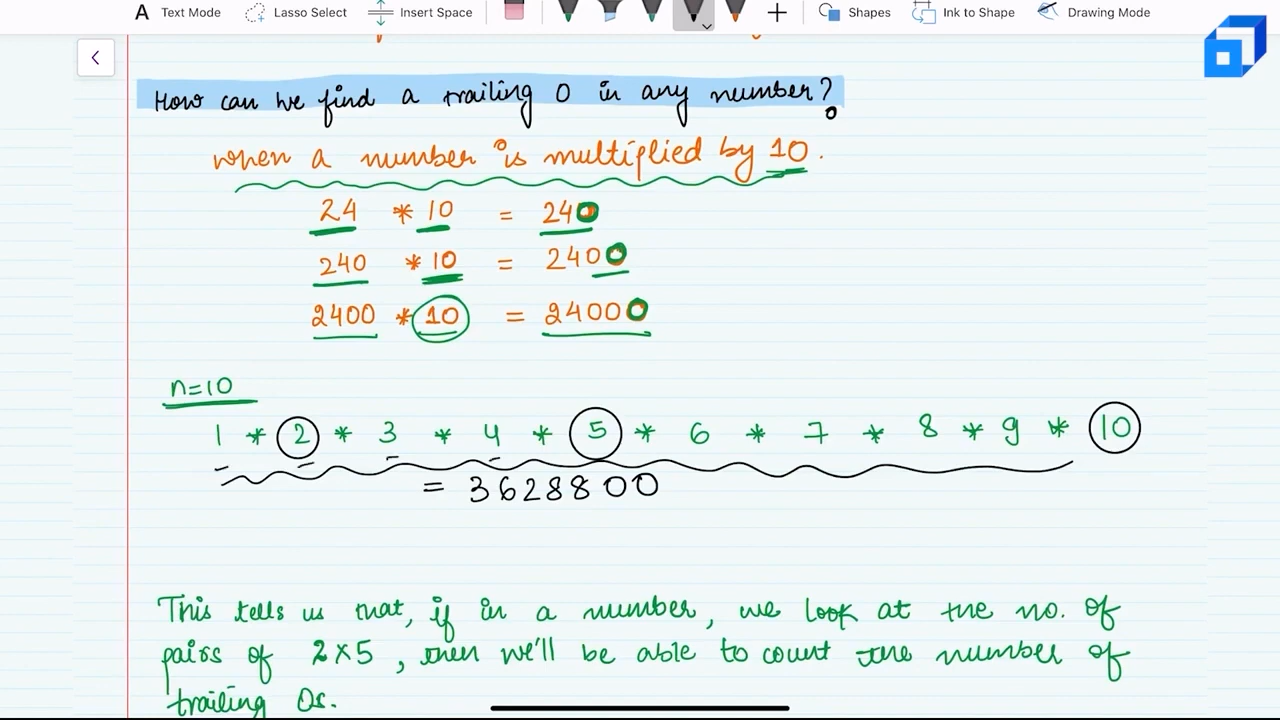 A Text Mode Lasso Select Insert Space Shapes Ink to Shape Drawing Mode
How can we find a trailing 0 in any number?
when a number is multiplied by 10.
24 * 10 = 240
240 * 10 = 2400
2400 * 10 = 24000
n=10
1 * 2 * 3 * 4 * 5 * 6 * 7 * 8 * 9 * 10
= 3628800
This tells us that, if in a number, we look at the no. of
pairs of 2×5, then we'll be able to count the number of
trailing 0s.